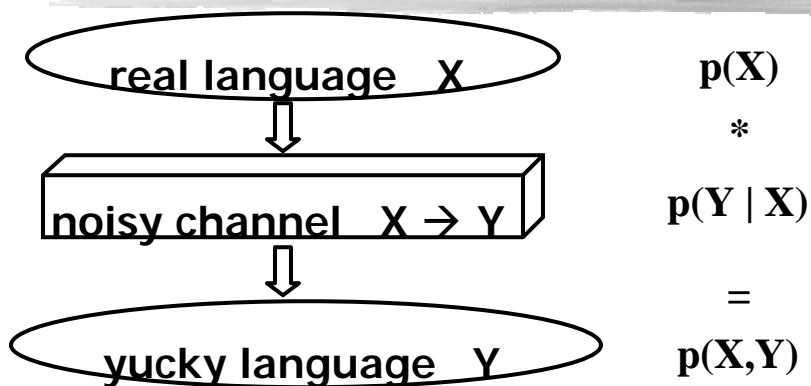 real language X p(X)
*
noisy channel X → Y p(Y | X)
=
yucky language Y p(X,Y)